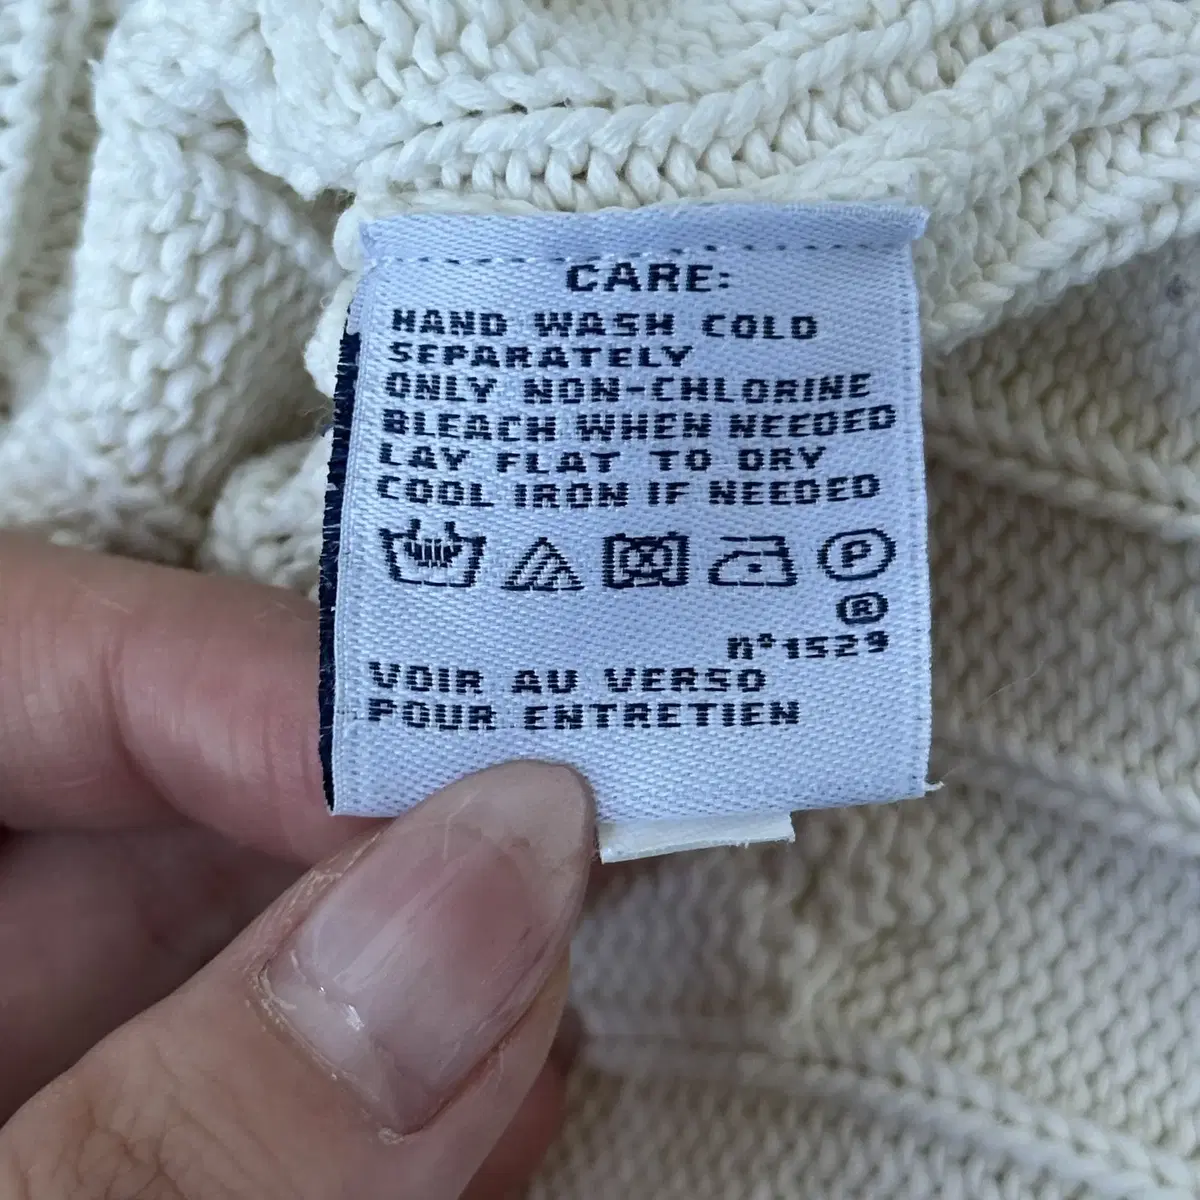 CARE:
HAND WASH COLD
SEPARATELY
ONLY NON-CHLORINE
BLEACH WHEN NEEDED
LAY FLAT TO DRY
COOL IRON IF NEEDED
P
®
n°1529
VOIR AU VERSO
POUR ENTRETIEN